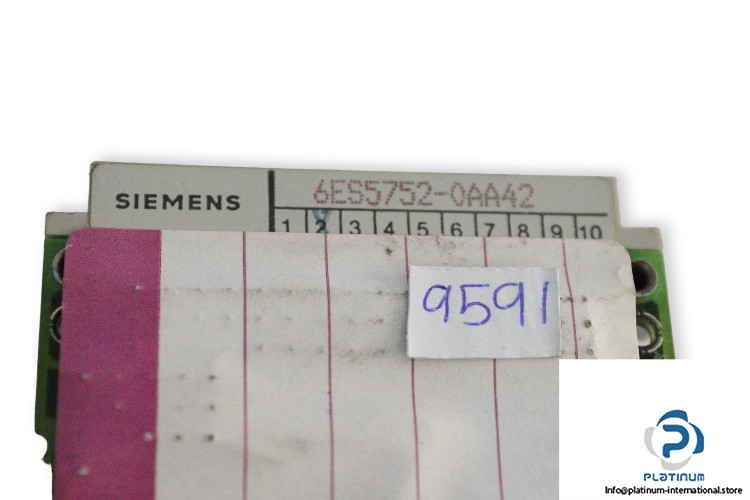 SIEMENS
6ES5752-0AA42
1 2 3 4 5 6 7 8 9 10
9591
PLATINUM
Info@platinum-international.store